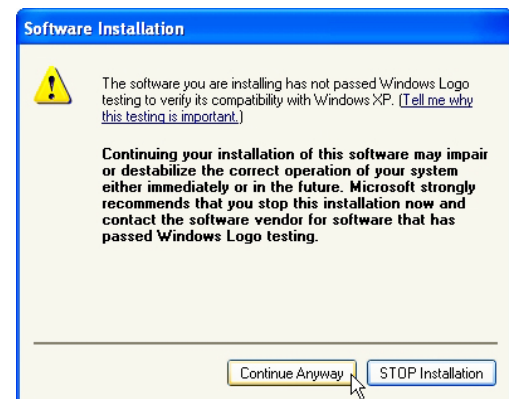 Software Installation
The software you are installing has not passed Windows Logo
testing to verify its compatibility with Windows XP. (Tell me why
this testing is important.)
Continuing your installation of this software may impair
or destabilize the correct operation of your system
either immediately or in the future. Microsoft strongly
recommends that you stop this installation now and
contact the software vendor for software that has
passed Windows Logo testing.
Continue Anyway
STOP Installation